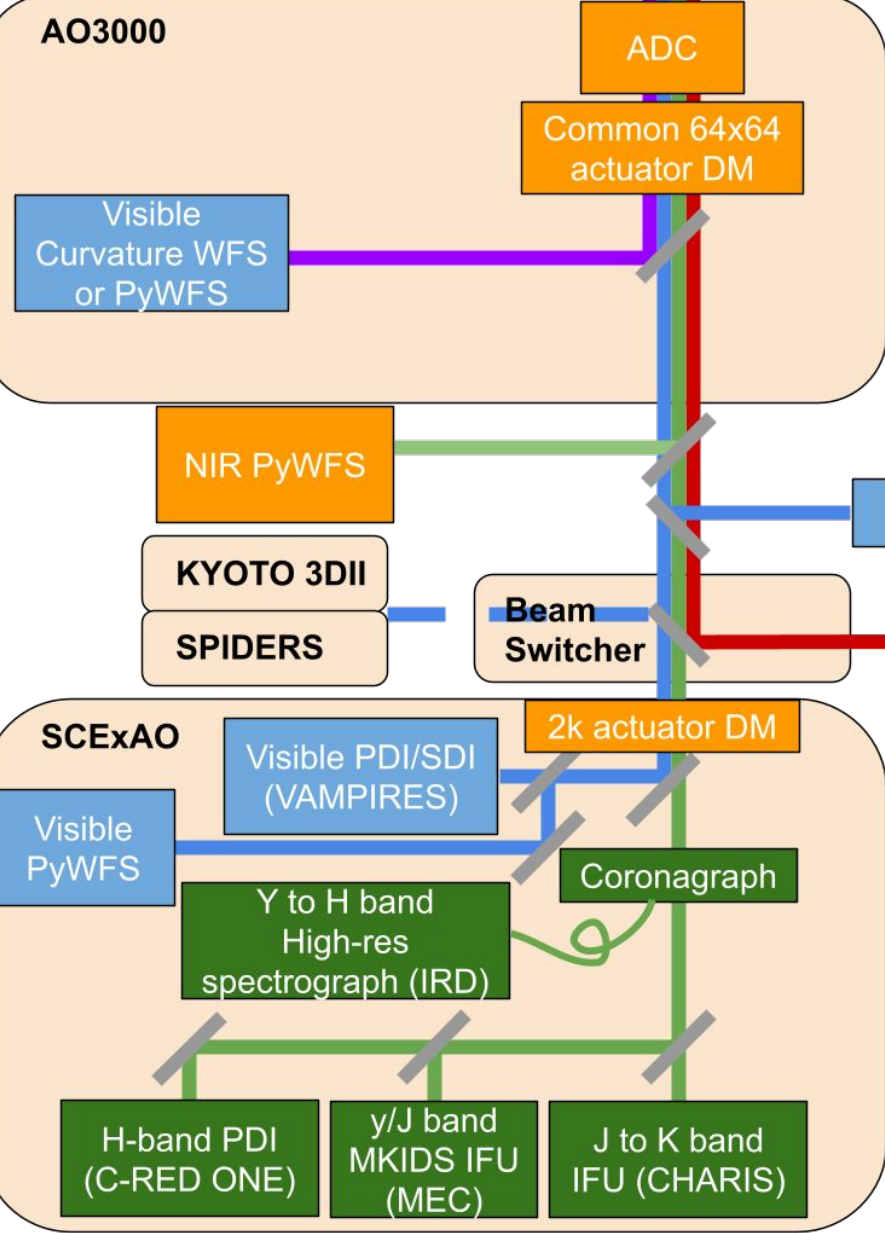 AO3000
ADC
Common 64x64
actuator DM
Visible
Curvature WFS
or PyWFS
NIR PyWFS
KYOTO 3DII
SPIDERS
Beam
Switcher
SCExAO
2k actuator DM
Visible PDI/SDI
(VAMPIRES)
Visible
PyWFS
Coronagraph
Y to H band
High-res
spectrograph (IRD)
H-band PDI
(C-RED ONE)
y/J band
MKIDS IFU
(MEC)
J to K band
IFU (CHARIS)